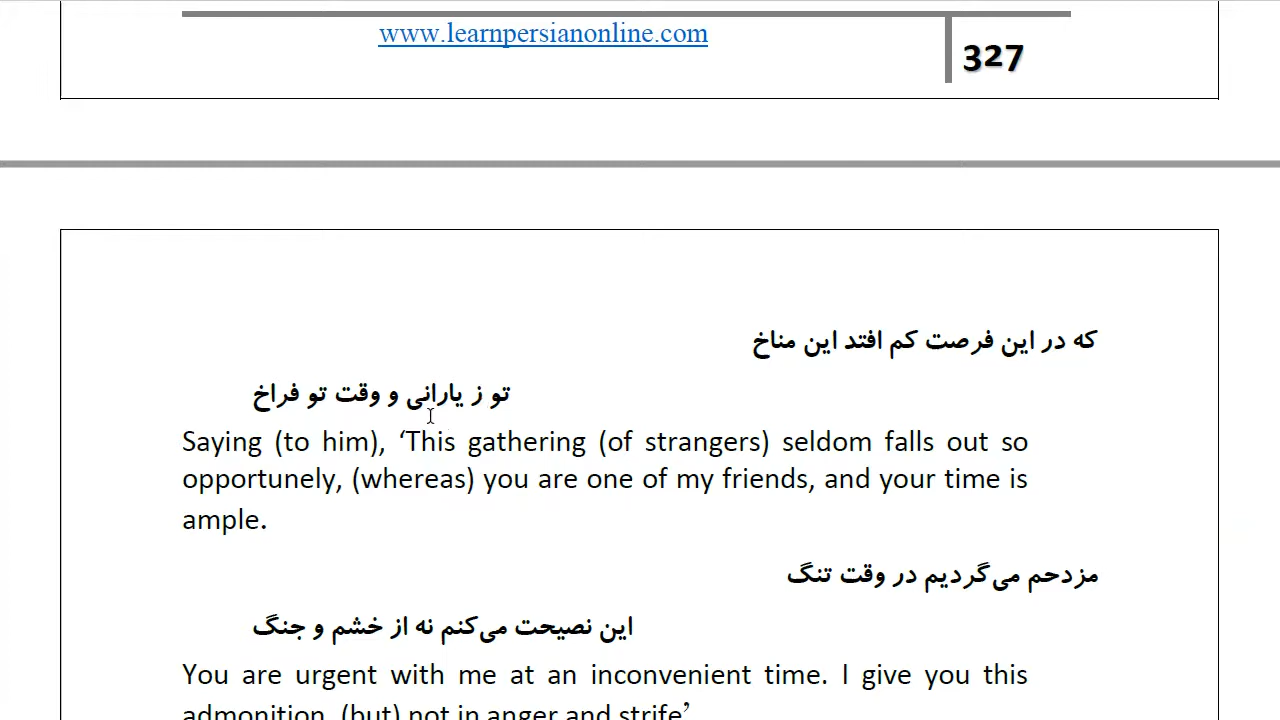 www.learnpersianonline.com
327
که در این فرصت کم افتد این مناخ
تو ز یارانی و وقت تو فراخ
Saying (to him), ‘This gathering (of strangers) seldom falls out so
opportunely, (whereas) you are one of my friends, and your time is
ample.
مزدحم می‌گردیم در وقت تنگ
این نصیحت می‌کنم نه از خشم و جنگ
You are urgent with me at an inconvenient time. I give you this
admonition, (but) not in anger and strife’